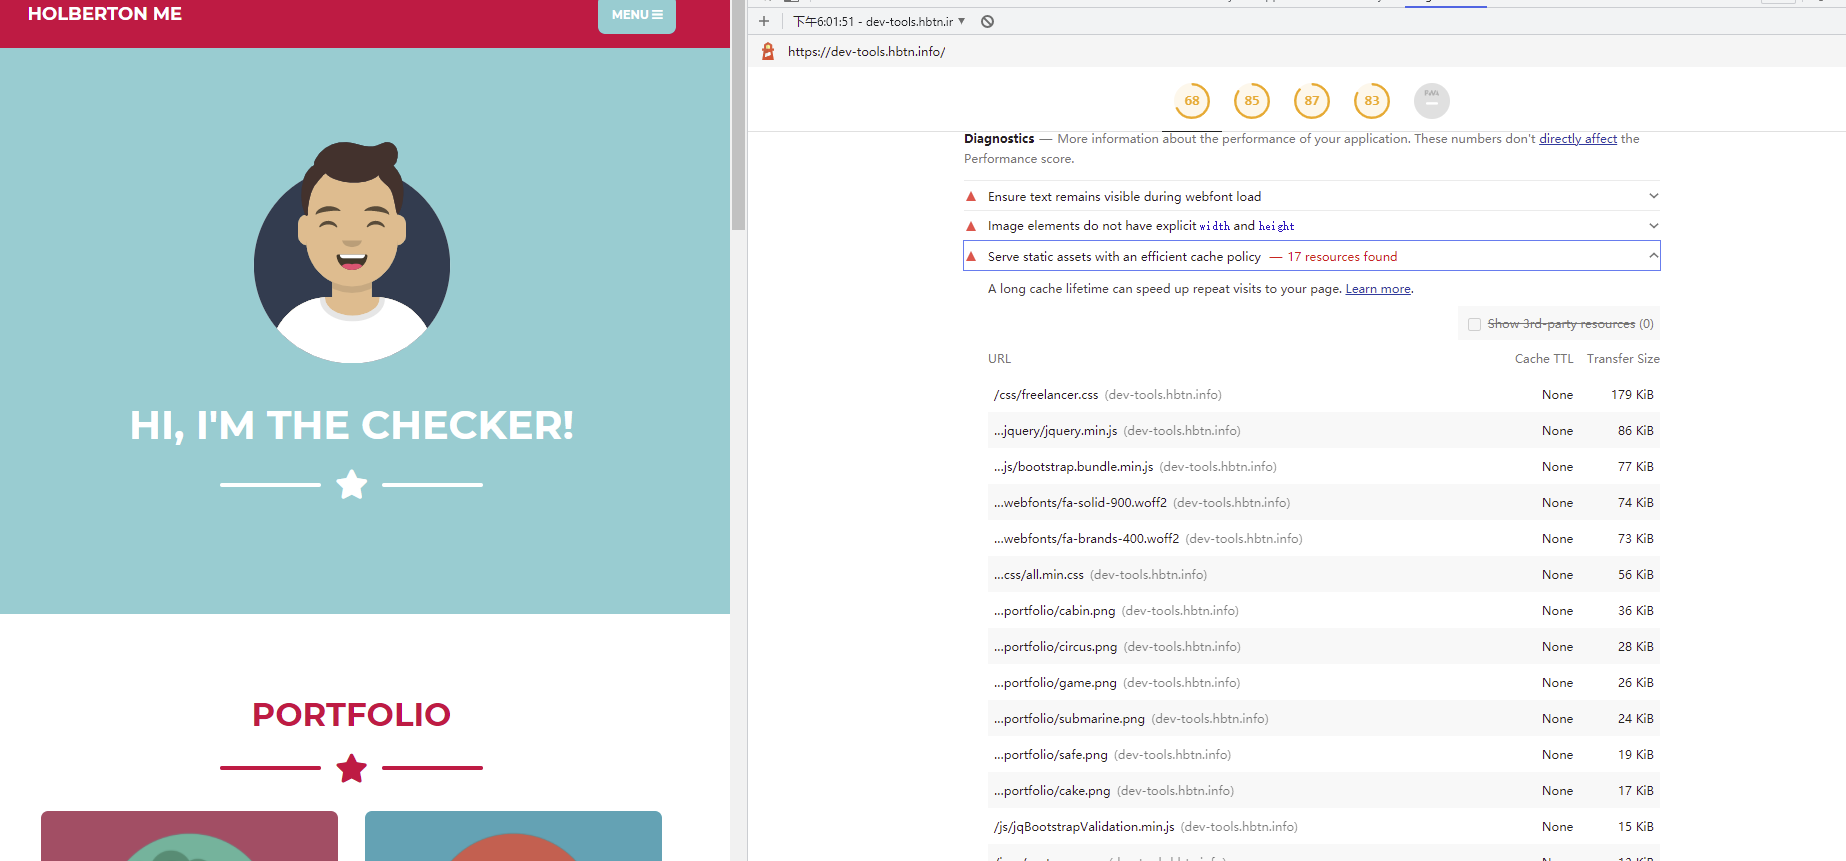 HOLBERTON ME
MENU
HI, I'M THE CHECKER!
PORTFOLIO
下午6:01:51 - dev-tools.hbtn.ir
https://dev-tools.hbtn.info/
68 85 87 83 PWA
Diagnostics — More information about the performance of your application. These numbers don't directly affect the
Performance score.
Ensure text remains visible during webfont load
Image elements do not have explicit width and height
Serve static assets with an efficient cache policy — 17 resources found
A long cache lifetime can speed up repeat visits to your page. Learn more.
Show 3rd-party resources (0)
URL Cache TTL Transfer Size
/css/freelancer.css (dev-tools.hbtn.info) None 179 KiB
…jquery/jquery.min.js (dev-tools.hbtn.info) None 86 KiB
…js/bootstrap.bundle.min.js (dev-tools.hbtn.info) None 77 KiB
…webfonts/fa-solid-900.woff2 (dev-tools.hbtn.info) None 74 KiB
…webfonts/fa-brands-400.woff2 (dev-tools.hbtn.info) None 73 KiB
…css/all.min.css (dev-tools.hbtn.info) None 56 KiB
…portfolio/cabin.png (dev-tools.hbtn.info) None 36 KiB
…portfolio/circus.png (dev-tools.hbtn.info) None 28 KiB
…portfolio/game.png (dev-tools.hbtn.info) None 26 KiB
…portfolio/submarine.png (dev-tools.hbtn.info) None 24 KiB
…portfolio/safe.png (dev-tools.hbtn.info) None 19 KiB
…portfolio/cake.png (dev-tools.hbtn.info) None 17 KiB
/js/jqBootstrapValidation.min.js (dev-tools.hbtn.info) None 15 KiB